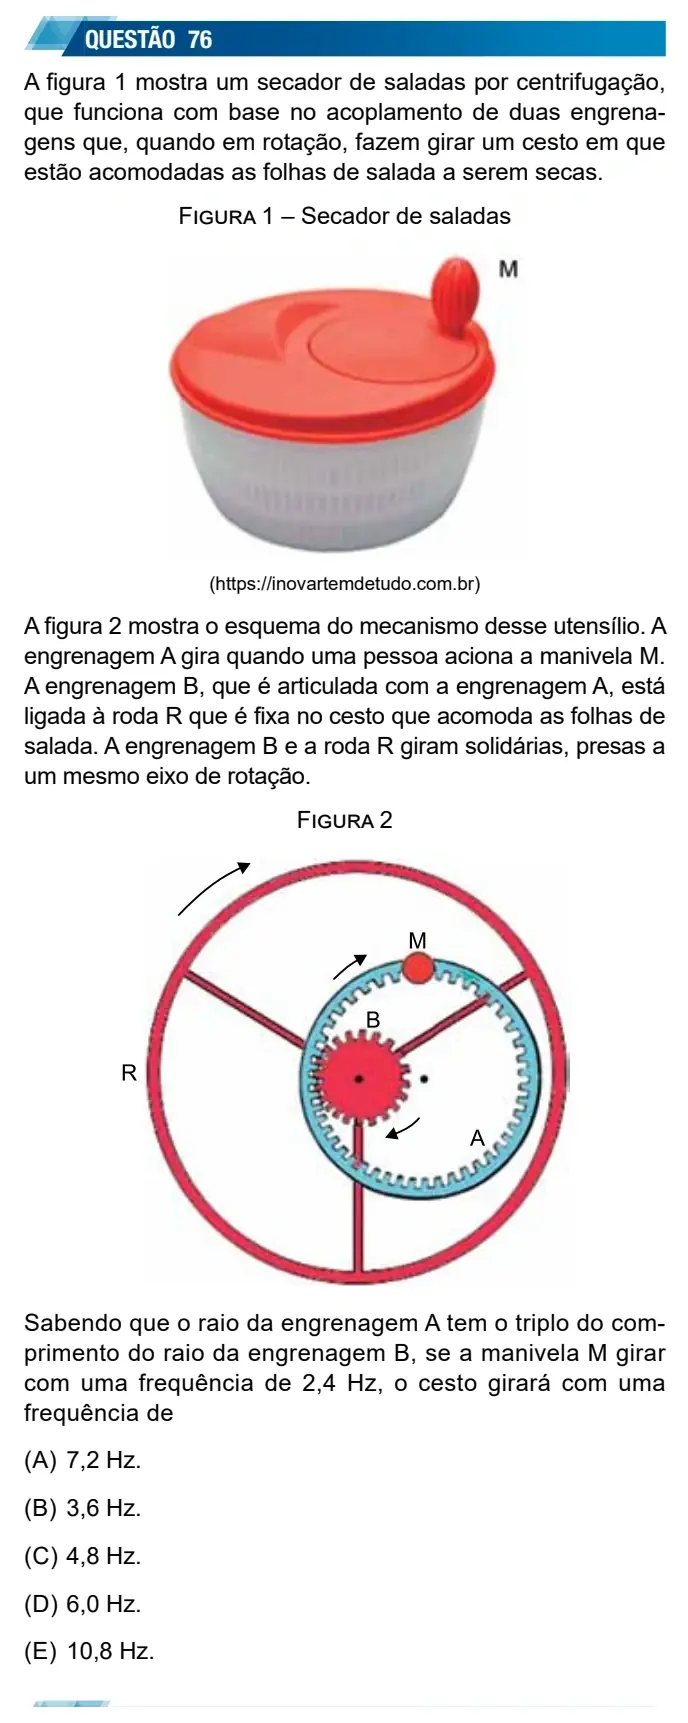 QUESTÃO 76
A figura 1 mostra um secador de saladas por centrifugação,
que funciona com base no acoplamento de duas engrena-
gens que, quando em rotação, fazem girar um cesto em que
estão acomodadas as folhas de salada a serem secas.
FIGURA 1 – Secador de saladas
M
(https://inovartemdetudo.com.br)
A figura 2 mostra o esquema do mecanismo desse utensílio. A
engrenagem A gira quando uma pessoa aciona a manivela M.
A engrenagem B, que é articulada com a engrenagem A, está
ligada à roda R que é fixa no cesto que acomoda as folhas de
salada. A engrenagem B e a roda R giram solidárias, presas a
um mesmo eixo de rotação.
FIGURA 2
M
B
R
A
Sabendo que o raio da engrenagem A tem o triplo do com-
primento do raio da engrenagem B, se a manivela M girar
com uma frequência de 2,4 Hz, o cesto girará com uma
frequência de
(A) 7,2 Hz.
(B) 3,6 Hz.
(C) 4,8 Hz.
(D) 6,0 Hz.
(E) 10,8 Hz.